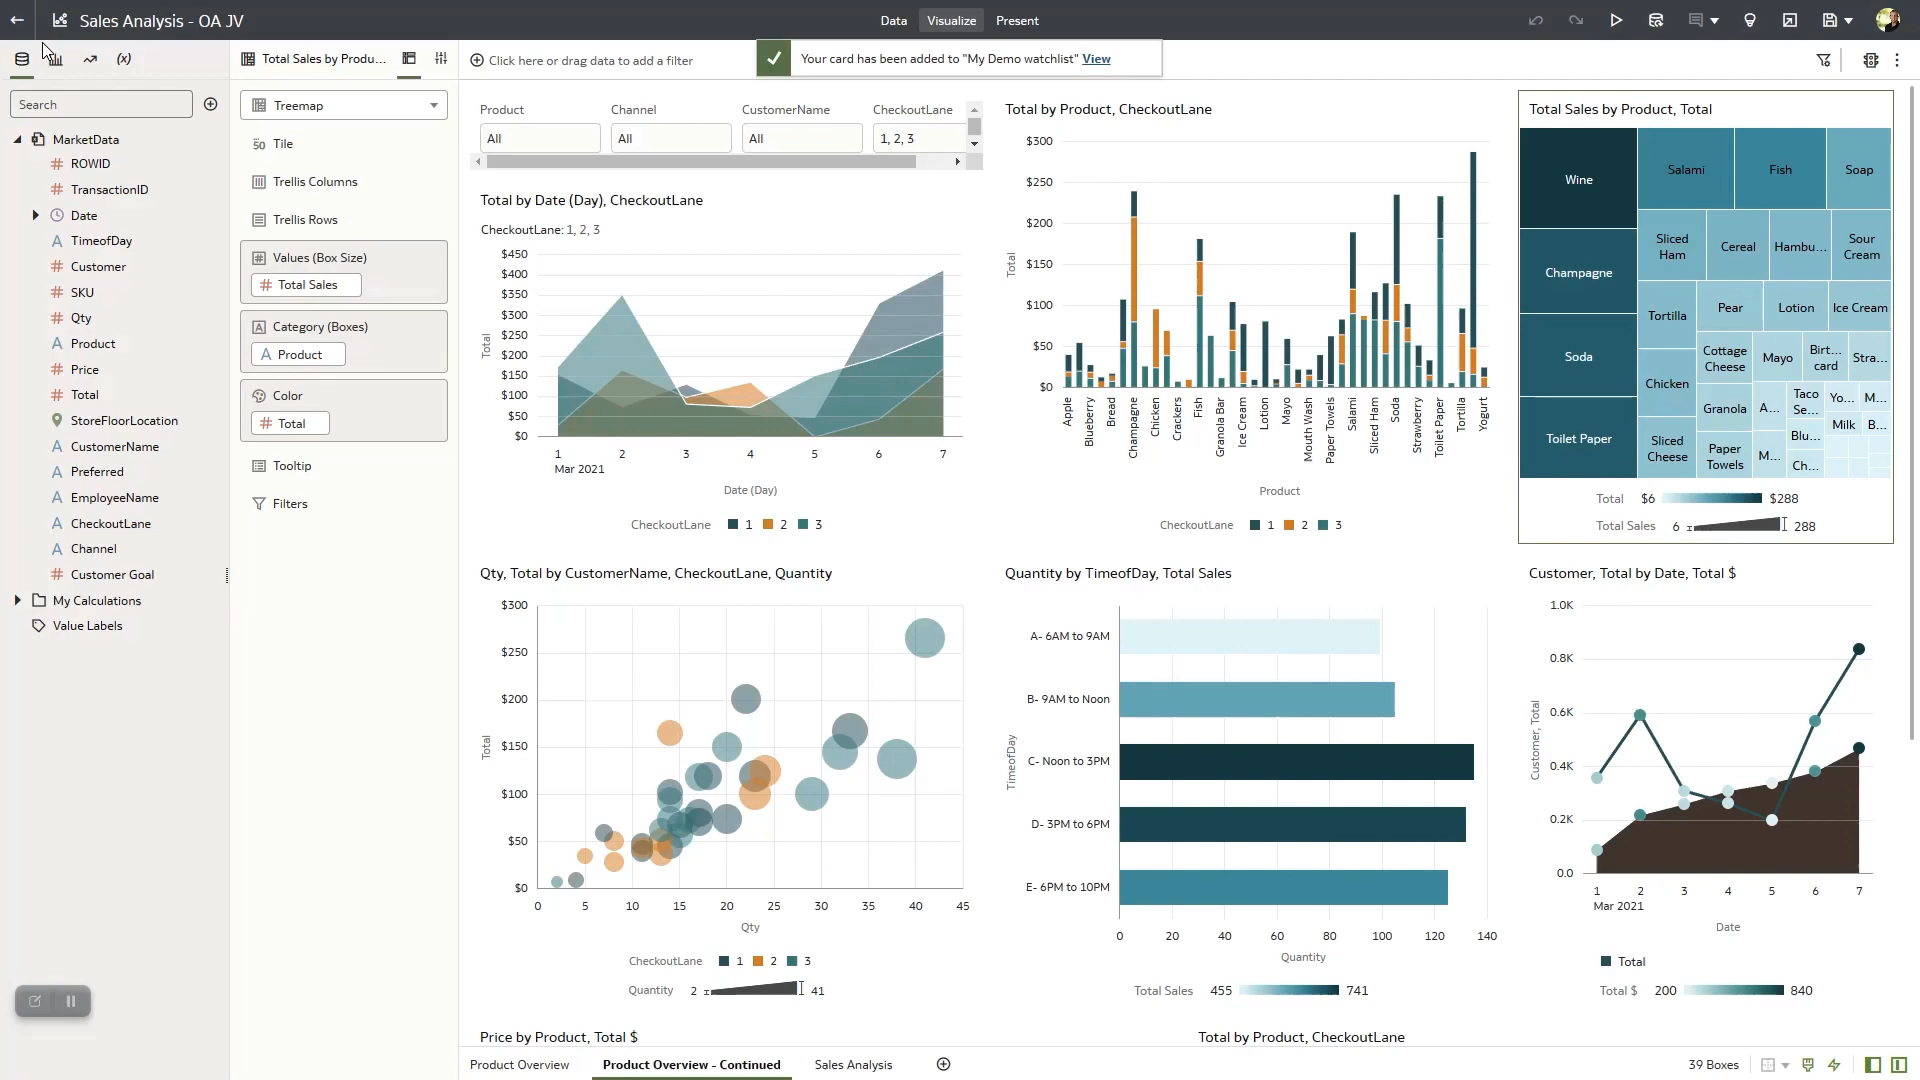 Sales Analysis - OA JV
Data
Visualize
Present
(x)
Search
MarketData
ROWID
TransactionID
Date
TimeofDay
Customer
SKU
Qty
Product
Price
Total
StoreFloorLocation
CustomerName
Preferred
EmployeeName
CheckoutLane
Channel
Customer Goal
My Calculations
Value Labels
Total Sales by Produ...
Treemap
Tile
Trellis Columns
Trellis Rows
Values (Box Size)
Total Sales
Category (Boxes)
Product
Color
Total
Tooltip
Filters
Click here or drag data to add a filter
Your card has been added to "My Demo watchlist" View
Product
All
Channel
All
CustomerName
All
CheckoutLane
1, 2, 3
Total by Date (Day), CheckoutLane
CheckoutLane: 1, 2, 3
Total
$450
$400
$350
$300
$250
$200
$150
$100
$50
$0
1 2 3 4 5 6 7
Mar 2021
Date (Day)
CheckoutLane 1 2 3
Total by Product, CheckoutLane
Total
$300
$250
$200
$150
$100
$50
$0
Apple
Blueberry
Bread
Champagne
Chicken
Crackers
Fish
Granola Bar
Ice Cream
Lotion
Mayo
Mouth Wash
Paper Towels
Salami
Sliced Ham
Soda
Strawberry
Toilet Paper
Tortilla
Yogurt
Product
CheckoutLane 1 2 3
Total Sales by Product, Total
Wine
Champagne
Soda
Toilet Paper
Salami
Fish
Soap
Sliced
Ham
Cereal
Hambu...
Sour
Cream
Tortilla
Pear
Lotion
Ice Cream
Chicken
Cottage
Cheese
Mayo
Birt...
card
Stra...
Granola
A...
Taco
Se...
Yo...
M...
Sliced
Cheese
Paper
Towels
M...
Blu...
Ch...
Milk
B...
Total $6 $288
Total Sales 6 288
Qty, Total by CustomerName, CheckoutLane, Quantity
Total
$300
$250
$200
$150
$100
$50
$0
0 5 10 15 20 25 30 35 40 45
Qty
CheckoutLane 1 2 3
Quantity 2 41
Quantity by TimeofDay, Total Sales
TimeofDay
A- 6AM to 9AM
B- 9AM to Noon
C- Noon to 3PM
D- 3PM to 6PM
E- 6PM to 10PM
0 20 40 60 80 100 120 140
Quantity
Total Sales 455 741
Customer, Total by Date, Total $
Customer, Total
1.0K
0.8K
0.6K
0.4K
0.2K
0.0
1 2 3 4 5 6 7
Mar 2021
Date
Total
Total $ 200 840
Price by Product, Total $
Total by Product, CheckoutLane
Product Overview
Product Overview - Continued
Sales Analysis
39 Boxes